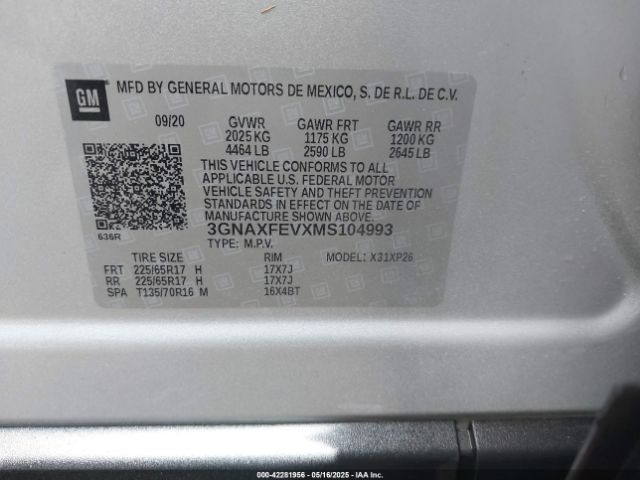 GM
MFD BY GENERAL MOTORS DE MEXICO, S. DE R.L. DE C.V.
09/20 GVWR GAWR FRT GAWR RR
2025 KG 1175 KG 1200 KG
4464 LB 2590 LB 2645 LB
THIS VEHICLE CONFORMS TO ALL
APPLICABLE U.S. FEDERAL MOTOR
VEHICLE SAFETY AND THEFT PREVENTION
STANDARDS IN EFFECT ON THE DATE OF
MANUFACTURE SHOWN ABOVE.
636R
3GNAXFEVXMS104993
TYPE: M.P.V.
TIRE SIZE RIM MODEL: X31XP26
FRT 225/65R17 H 17X7J
RR 225/65R17 H 17X7J
SPA T135/70R16 M 16X4BT
000-42281956 - 05/16/2025 - IAA Inc.